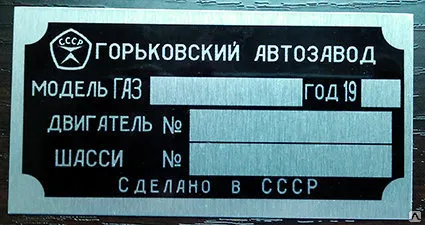 СССР
ГОРЬКОВСКИЙ АВТОЗАВОД
МОДЕЛЬ ГАЗ ГОД 19
ДВИГАТЕЛЬ №
ШАССИ №
СДЕЛАНО В СССР